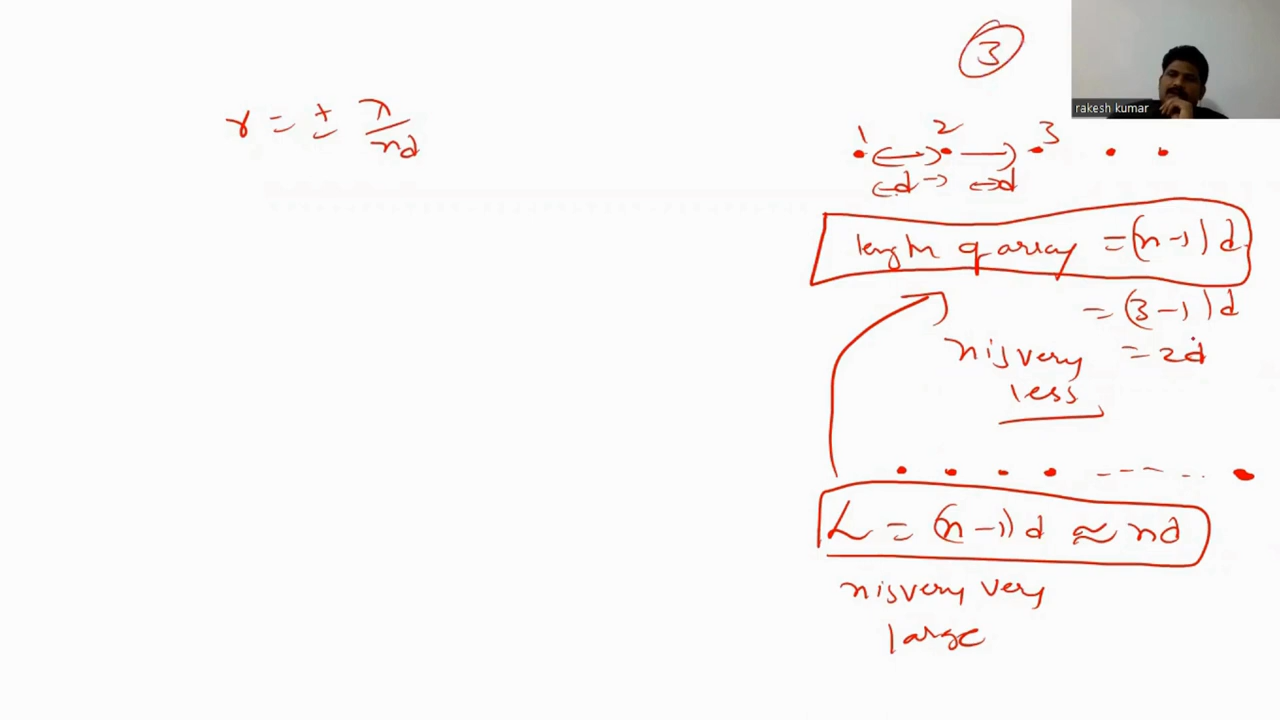 3
rakesh kumar
γ = ± λ/nd
1 2 3
d d
length of array = (n-1)d
= (3-1)d
= 2d
n is very
less
L = (n-1)d ≈ nd
n is very very
large